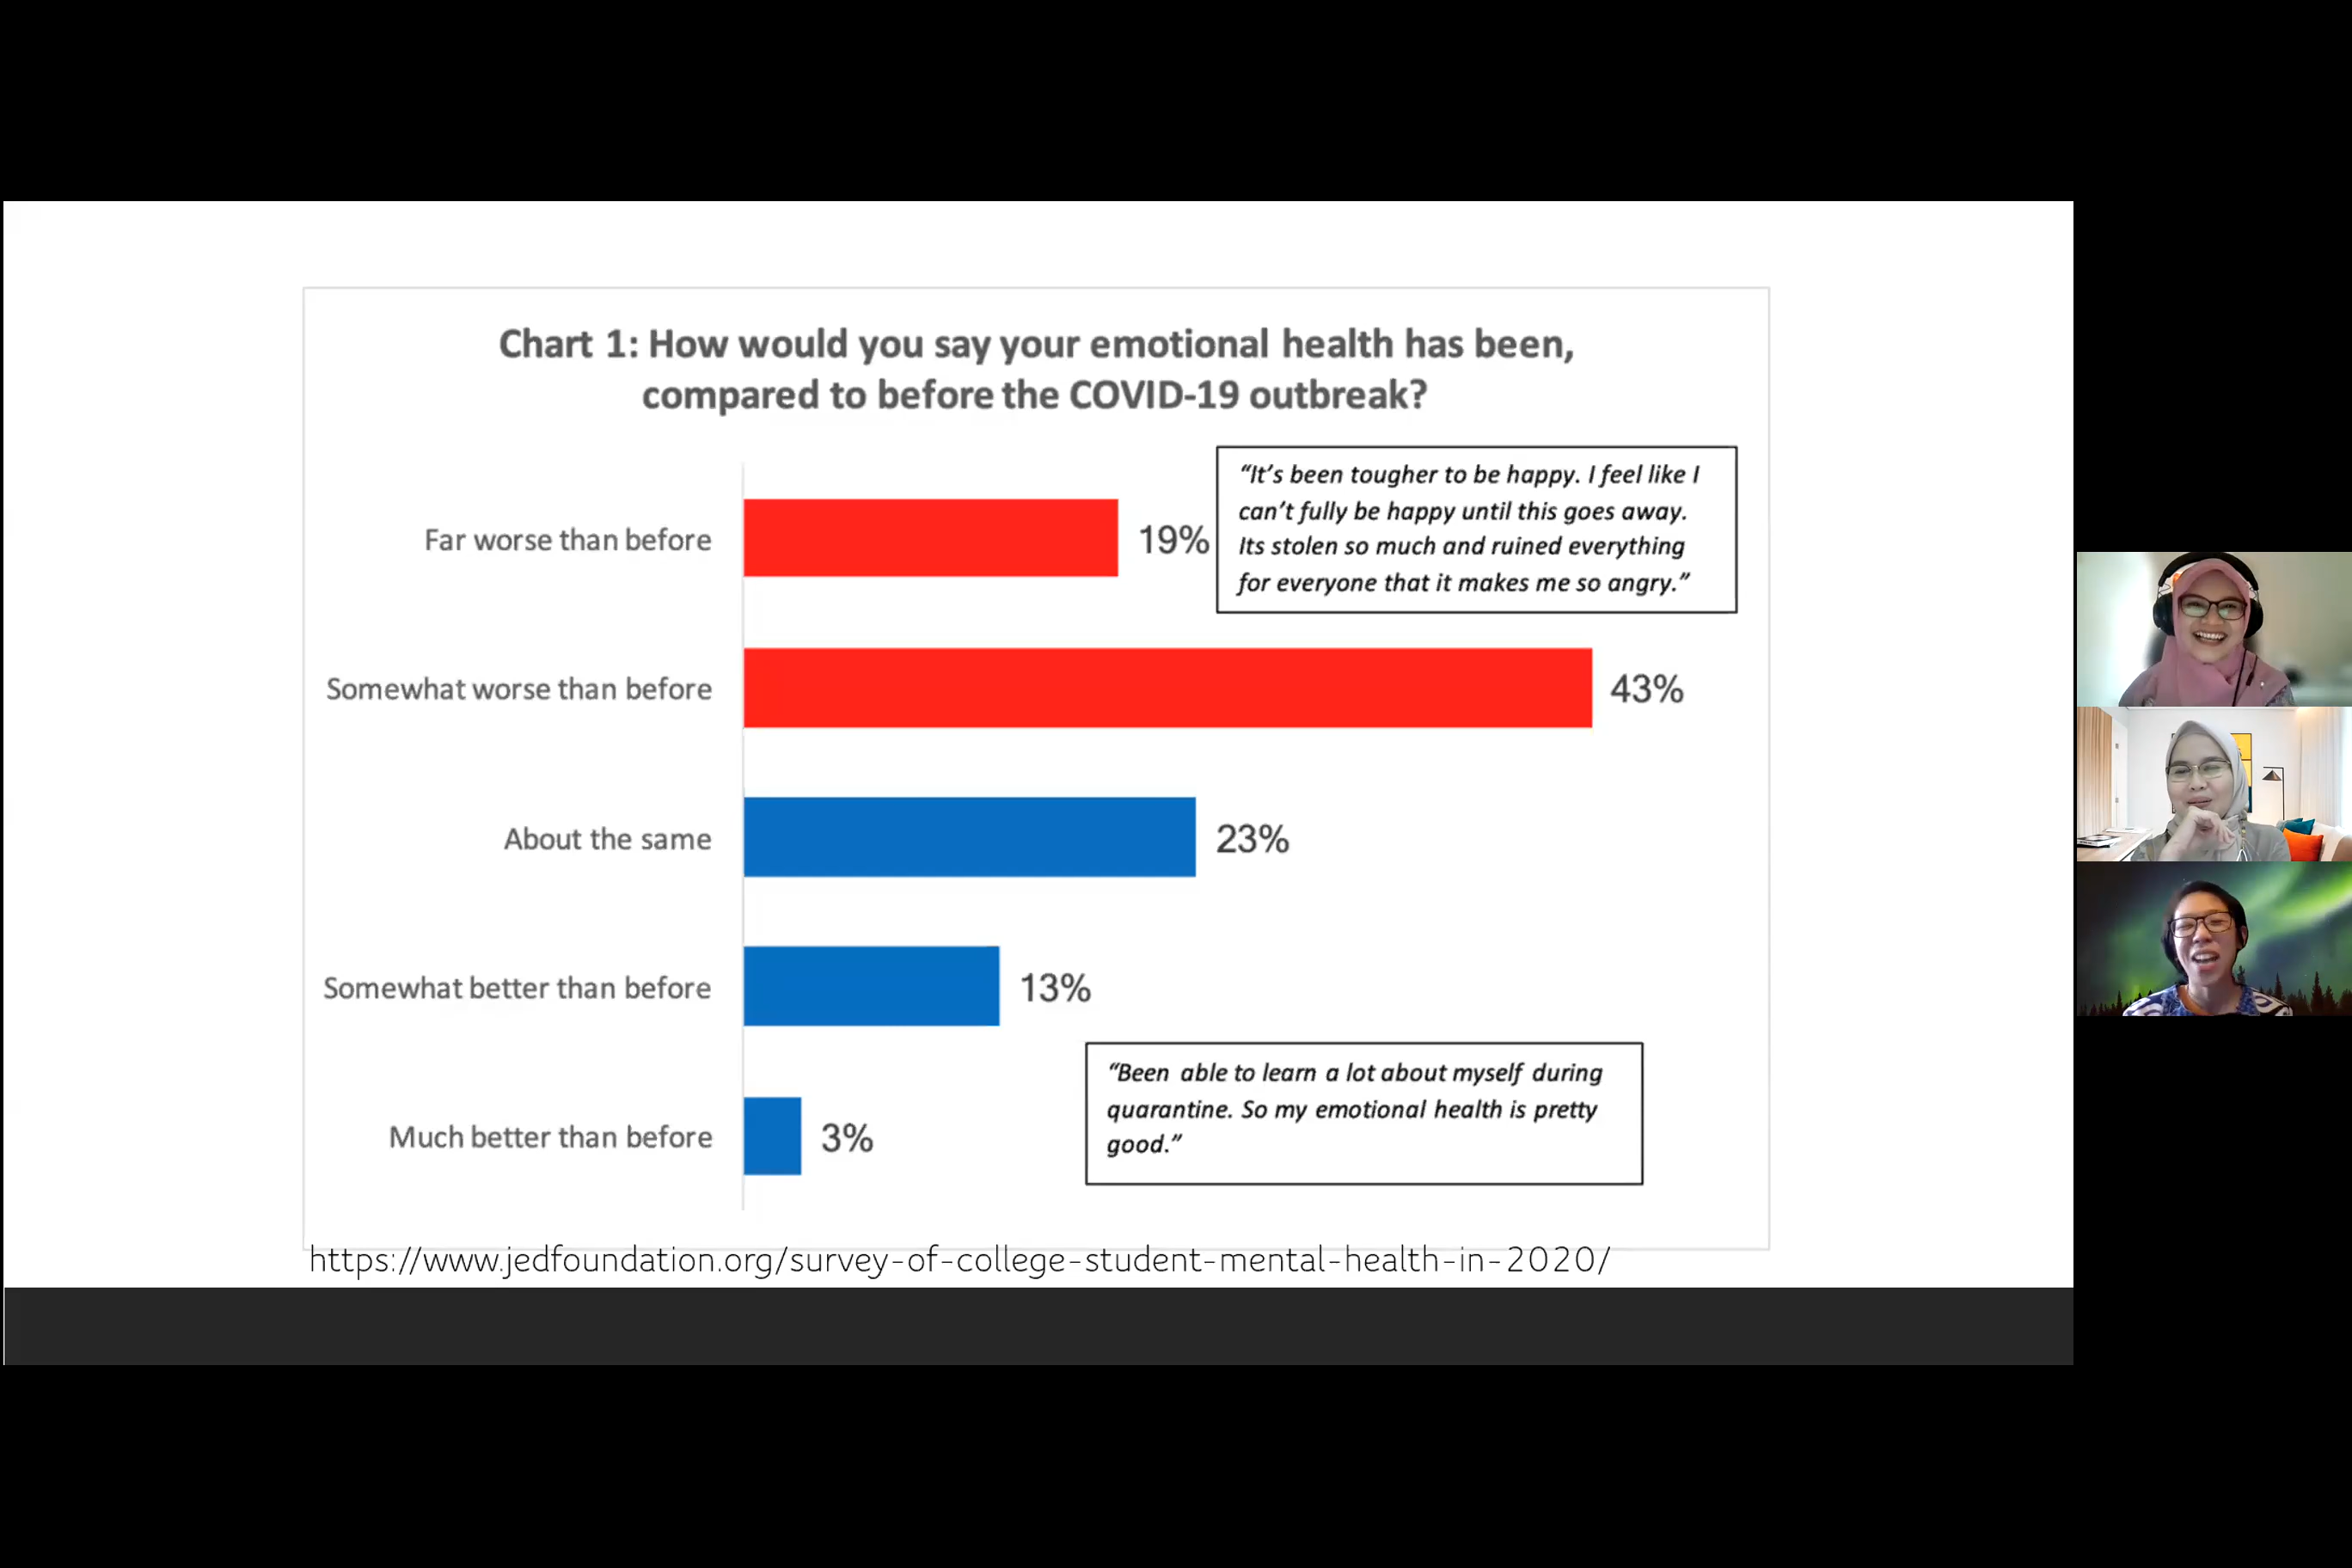 Chart 1: How would you say your emotional health has been,
compared to before the COVID-19 outbreak?
Far worse than before
19%
“It’s been tougher to be happy. I feel like I
can’t fully be happy until this goes away.
Its stolen so much and ruined everything
for everyone that it makes me so angry.”
Somewhat worse than before
43%
About the same
23%
Somewhat better than before
13%
Much better than before
3%
“Been able to learn a lot about myself during
quarantine. So my emotional health is pretty
good.”
https://www.jedfoundation.org/survey-of-college-student-mental-health-in-2020/